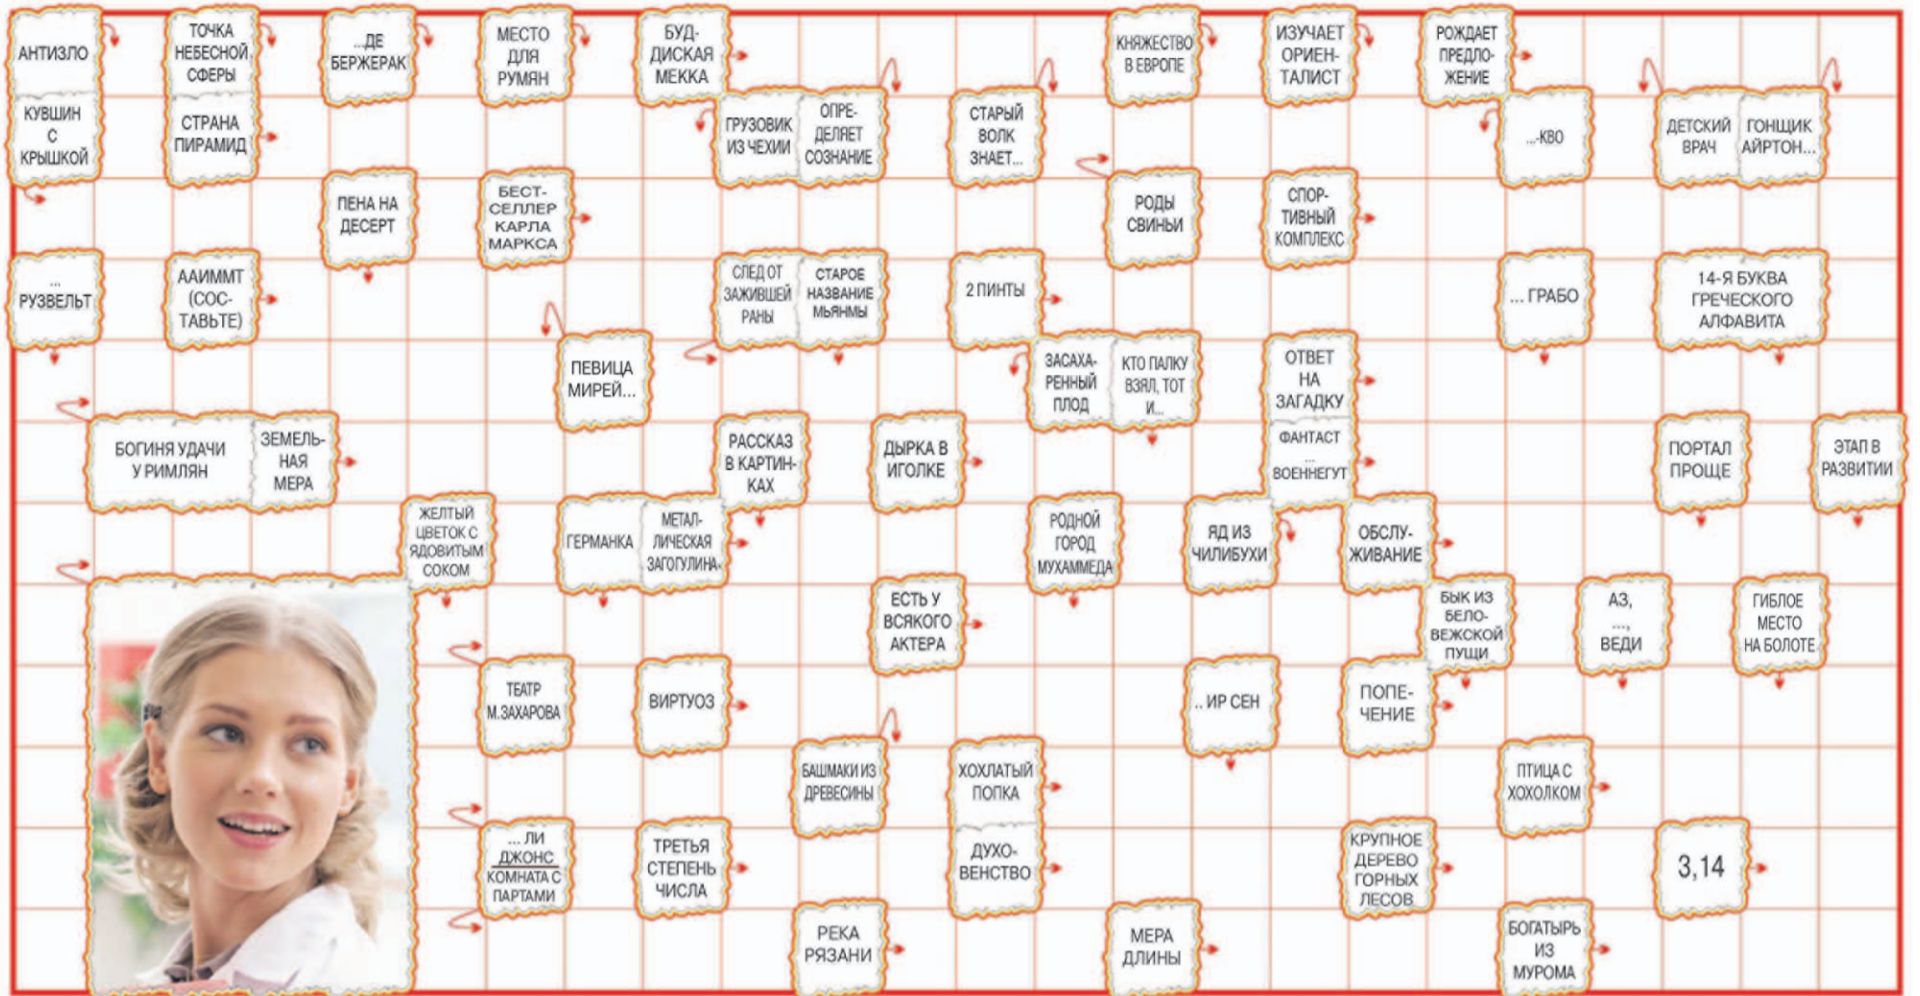 АНТИЗЛО
ТОЧКА
НЕБЕСНОЙ
СФЕРЫ
...ДЕ
БЕРЖЕРАК
МЕСТО
ДЛЯ
РУМЯН
БУД-
ДИСКАЯ
МЕККА
КНЯЖЕСТВО
В ЕВРОПЕ
ИЗУЧАЕТ
ОРИЕН-
ТАЛИСТ
РОЖДАЕТ
ПРЕДЛО-
ЖЕНИЕ
КУВШИН
С
КРЫШКОЙ
СТРАНА
ПИРАМИД
ГРУЗОВИК
ИЗ ЧЕХИИ
ОПРЕ-
ДЕЛЯЕТ
СОЗНАНИЕ
СТАРЫЙ
ВОЛК
ЗНАЕТ...
...-КВО
ДЕТСКИЙ
ВРАЧ
ГОНЩИК
АЙРТОН...
ПЕНА НА
ДЕСЕРТ
БЕСТ-
СЕЛЛЕР
КАРЛА
МАРКСА
РОДЫ
СВИНЬИ
СПОР-
ТИВНЫЙ
КОМПЛЕКС
...
РУЗВЕЛЬТ
ААИММТ
(СОС-
ТАВЬТЕ)
СЛЕД ОТ
ЗАЖИВШЕЙ
РАНЫ
СТАРОЕ
НАЗВАНИЕ
МЬЯНМЫ
2 ПИНТЫ
... ГРАБО
14-Я БУКВА
ГРЕЧЕСКОГО
АЛФАВИТА
ПЕВИЦА
МИРЕЙ...
ЗАСАХА-
РЕННЫЙ
ПЛОД
КТО ПАЛКУ
ВЗЯЛ, ТОТ
И...
ОТВЕТ
НА
ЗАГАДКУ
БОГИНЯ УДАЧИ
У РИМЛЯН
ЗЕМЕЛЬ-
НАЯ
МЕРА
РАССКАЗ
В КАРТИН-
КАХ
ДЫРКА В
ИГОЛКЕ
ФАНТАСТ
...
ВОЕННЕГУТ
ПОРТАЛ
ПРОЩЕ
ЭТАП В
РАЗВИТИИ
ЖЕЛТЫЙ
ЦВЕТОК С
ЯДОВИТЫМ
СОКОМ
ГЕРМАНКА
МЕТАЛ-
ЛИЧЕСКАЯ
ЗАГОГУЛИНА
РОДНОЙ
ГОРОД
МУХАММЕДА
ЯД ИЗ
ЧИЛИБУХИ
ОБСЛУ-
ЖИВАНИЕ
ЕСТЬ У
ВСЯКОГО
АКТЕРА
БЫК ИЗ
БЕЛО-
ВЕЖСКОЙ
ПУЩИ
АЗ,
...,
ВЕДИ
ГИБЛОЕ
МЕСТО
НА БОЛОТЕ
ТЕАТР
М.ЗАХАРОВА
ВИРТУОЗ
.. ИР СЕН
ПОПЕ-
ЧЕНИЕ
БАШМАКИ ИЗ
ДРЕВЕСИНЫ
ХОХЛАТЫЙ
ПОПКА
ПТИЦА С
ХОХОЛКОМ
... ЛИ
ДЖОНС
КОМНАТА С
ПАРТАМИ
ТРЕТЬЯ
СТЕПЕНЬ
ЧИСЛА
ДУХО-
ВЕНСТВО
КРУПНОЕ
ДЕРЕВО
ГОРНЫХ
ЛЕСОВ
3,14
РЕКА
РЯЗАНИ
МЕРА
ДЛИНЫ
БОГАТЫРЬ
ИЗ
МУРОМА